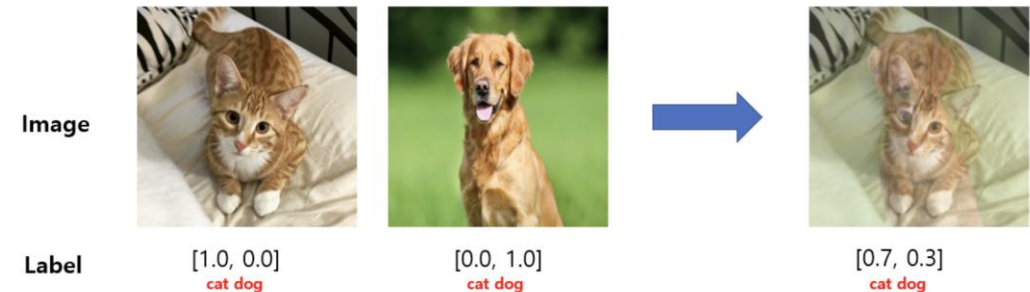 Image
Label
[1.0, 0.0]
cat dog
[0.0, 1.0]
cat dog
[0.7, 0.3]
cat dog